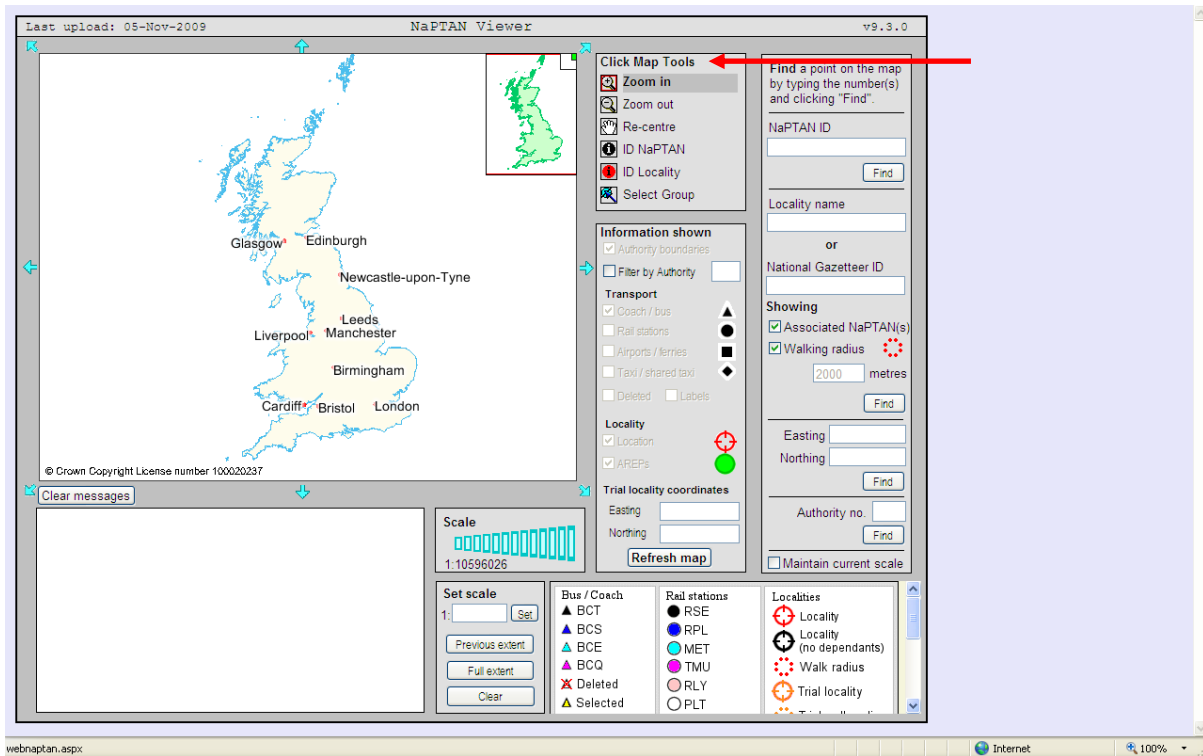 Last upload: 05-Nov-2009 NaPTAN Viewer v9.3.0
Glasgow
Edinburgh
Newcastle-upon-Tyne
Leeds
Liverpool
Manchester
Birmingham
Cardiff
Bristol
London
© Crown Copyright License number 100020237
Click Map Tools
Zoom in
Zoom out
Re-centre
ID NaPTAN
ID Locality
Select Group
Information shown
Authority boundaries
Filter by Authority
Transport
Coach / bus
Rail stations
Airports / ferries
Taxi / shared taxi
Deleted Labels
Locality
Location
AREPs
Trial locality coordinates
Easting
Northing
Refresh map
Find a point on the map
by typing the number(s)
and clicking "Find".
NaPTAN ID
Find
Locality name
or
National Gazetteer ID
Showing
Associated NaPTAN(s)
Walking radius
2000 metres
Find
Easting
Northing
Find
Authority no.
Find
Maintain current scale
Clear messages
Scale
1:10596026
Set scale
1: Set
Previous extent
Full extent
Clear
Bus / Coach
BCT
BCS
BCE
BCQ
Deleted
Selected
Rail stations
RSE
RPL
MET
TMU
RLY
PLT
Localities
Locality
Locality
(no dependants)
Walk radius
Trial locality
webnaptan.aspx Internet 100%